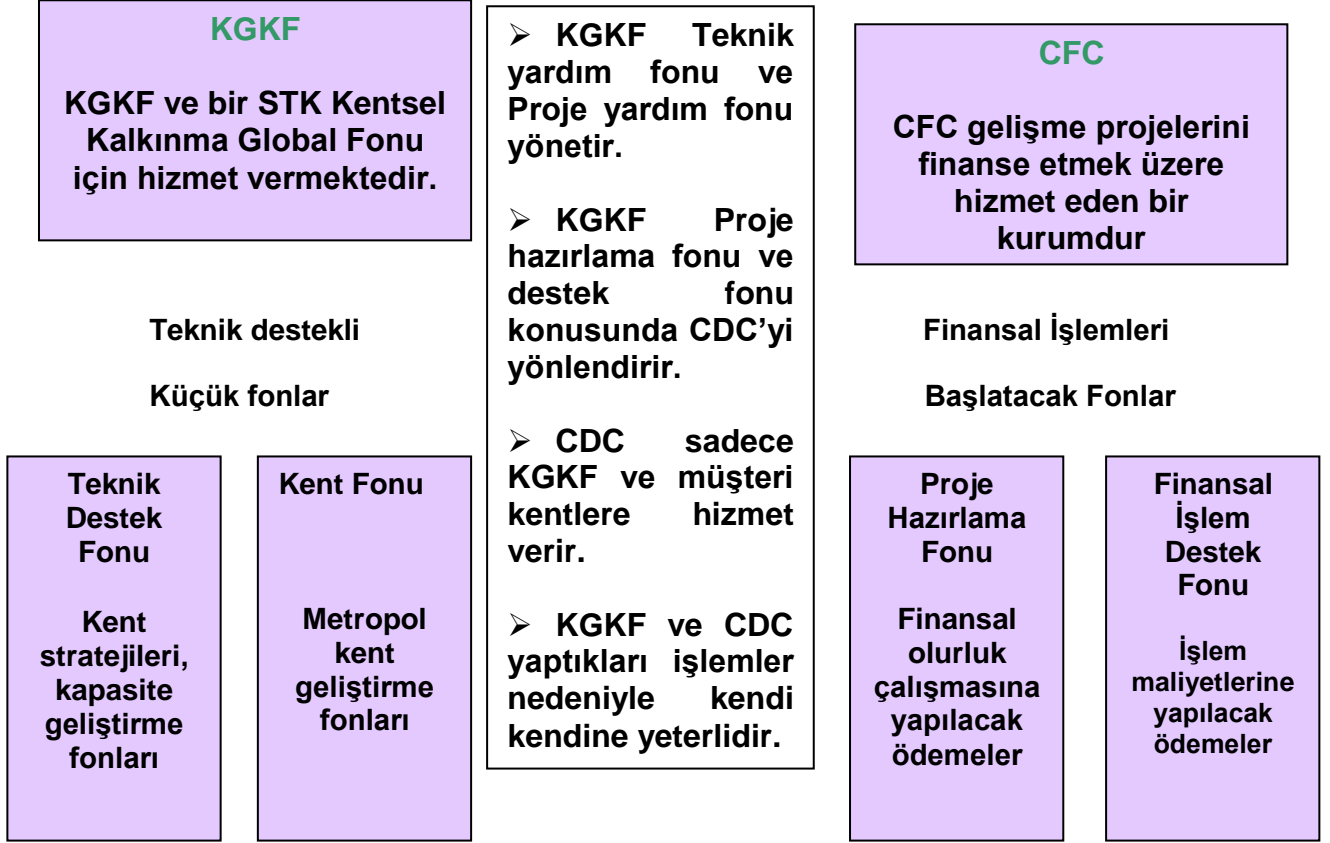 KGKF
KGKF ve bir STK Kentsel
Kalkınma Global Fonu
için hizmet vermektedir.
➢ KGKF Teknik
yardım fonu ve
Proje yardım fonu
yönetir.
➢ KGKF Proje
hazırlama fonu ve
destek fonu
konusunda CDC’yi
yönlendirir.
➢ CDC sadece
KGKF ve müşteri
kentlere hizmet
verir.
➢ KGKF ve CDC
yaptıkları işlemler
nedeniyle kendi
kendine yeterlidir.
CFC
CFC gelişme projelerini
finanse etmek üzere
hizmet eden bir
kurumdur
Teknik destekli
Küçük fonlar
Finansal İşlemleri
Başlatacak Fonlar
Teknik
Destek
Fonu
Kent
stratejileri,
kapasite
geliştirme
fonları
Kent Fonu
Metropol
kent
geliştirme
fonları
Proje
Hazırlama
Fonu
Finansal
olurluk
çalışmasına
yapılacak
ödemeler
Finansal
İşlem
Destek
Fonu
İşlem
maliyetlerine
yapılacak
ödemeler